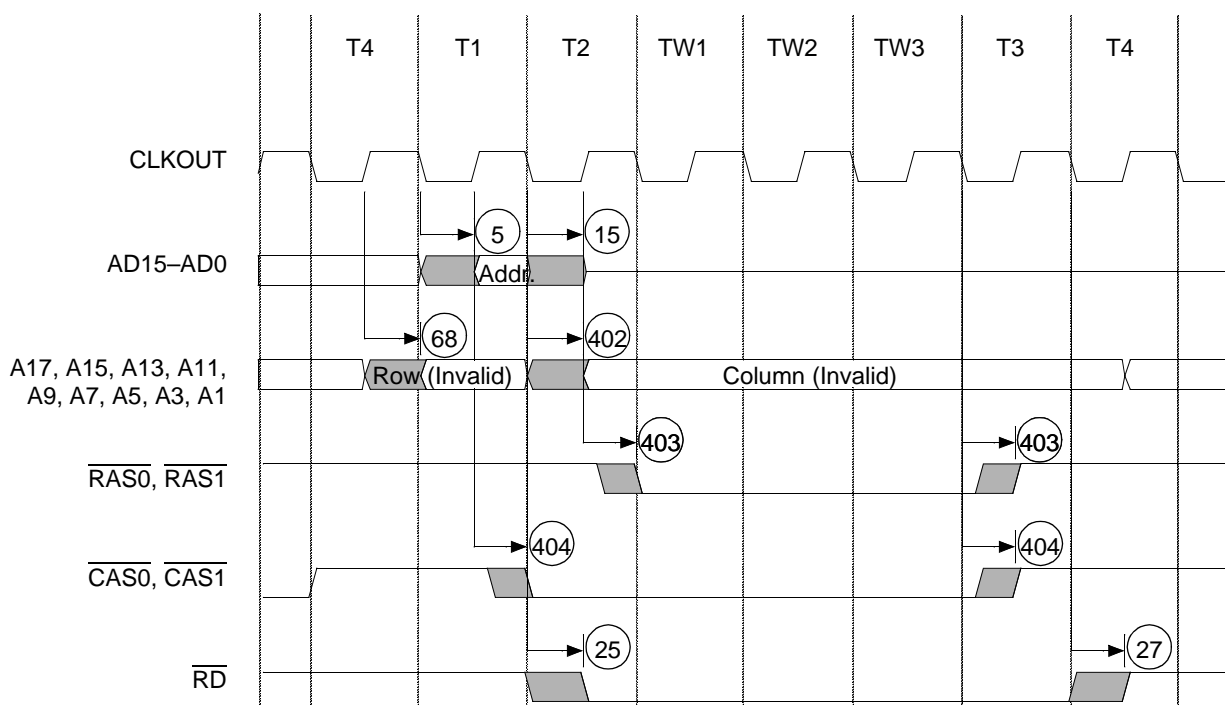 T4 T1 T2 TW1 TW2 TW3 T3 T4
CLKOUT
5 15
AD15–AD0 Addr.
68 402
A17, A15, A13, A11,
A9, A7, A5, A3, A1
Row (Invalid) Column (Invalid)
403 403
RAS0, RAS1
404 404
CAS0, CAS1
25 27
RD